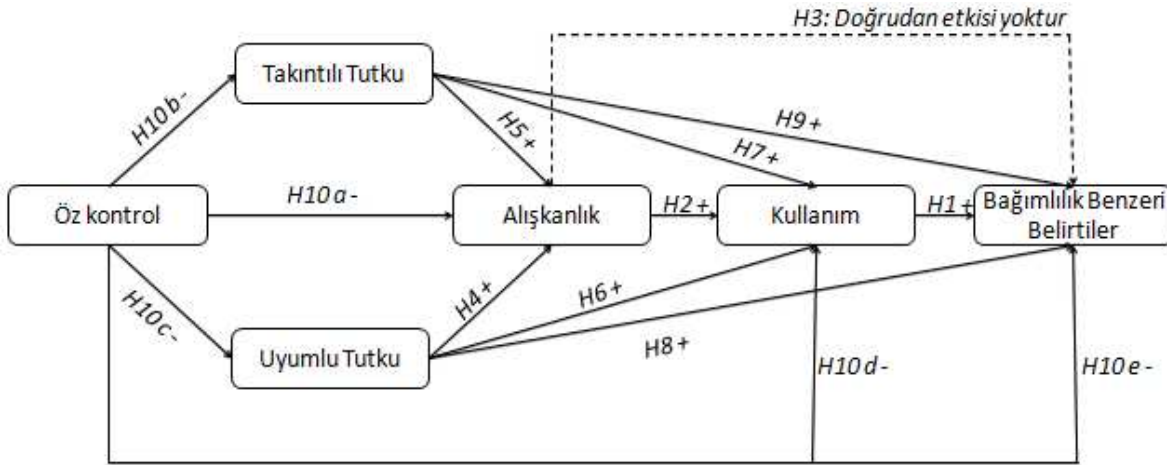 H3: Doğrudan etkisi yoktur
Takıntılı Tutku
H10 b-
H5 +
H9 +
H7 +
Öz kontrol
H10 a -
Alışkanlık
H2 +
Kullanım
H1 +
Bağımlılık Benzeri
Belirtiler
H10 c-
H4 +
H6 +
Uyumlu Tutku
H8 +
H10 d -
H10 e -